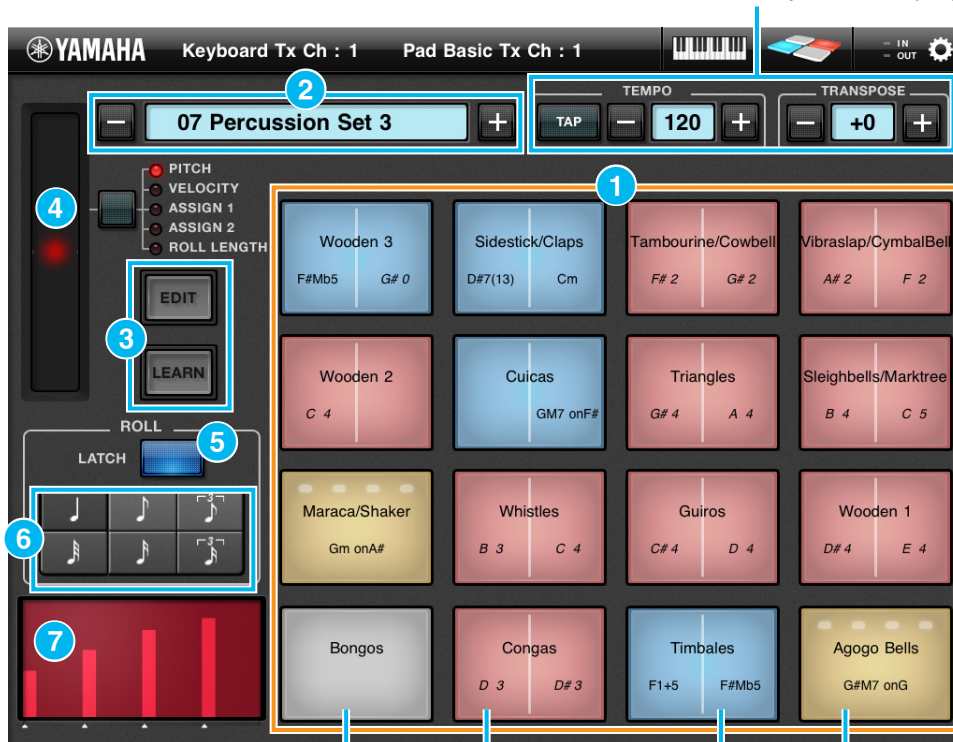 YAMAHA Keyboard Tx Ch : 1 Pad Basic Tx Ch : 1 IN
OUT
2 TEMPO TRANSPOSE
07 Percussion Set 3 TAP 120 +0
PITCH
VELOCITY
4 ASSIGN 1 1
ASSIGN 2
ROLL LENGTH
Wooden 3 Sidestick/Claps Tambourine/Cowbell Vibraslap/CymbalBell
F#Mb5 G# 0 D#7(13) Cm F# 2 G# 2 A# 2 F 2
EDIT
3
LEARN
Wooden 2 Cuicas Triangles Sleighbells/Marktree
C 4 GM7 onF# G# 4 A 4 B 4 C 5
ROLL
LATCH 5
3
Maraca/Shaker Whistles Guiros Wooden 1
6
3
Gm onA# B 3 C 4 C# 4 D 4 D# 4 E 4
7
Bongos Congas Timbales Agogo Bells
D 3 D# 3 F1+5 F#Mb5 G#M7 onG